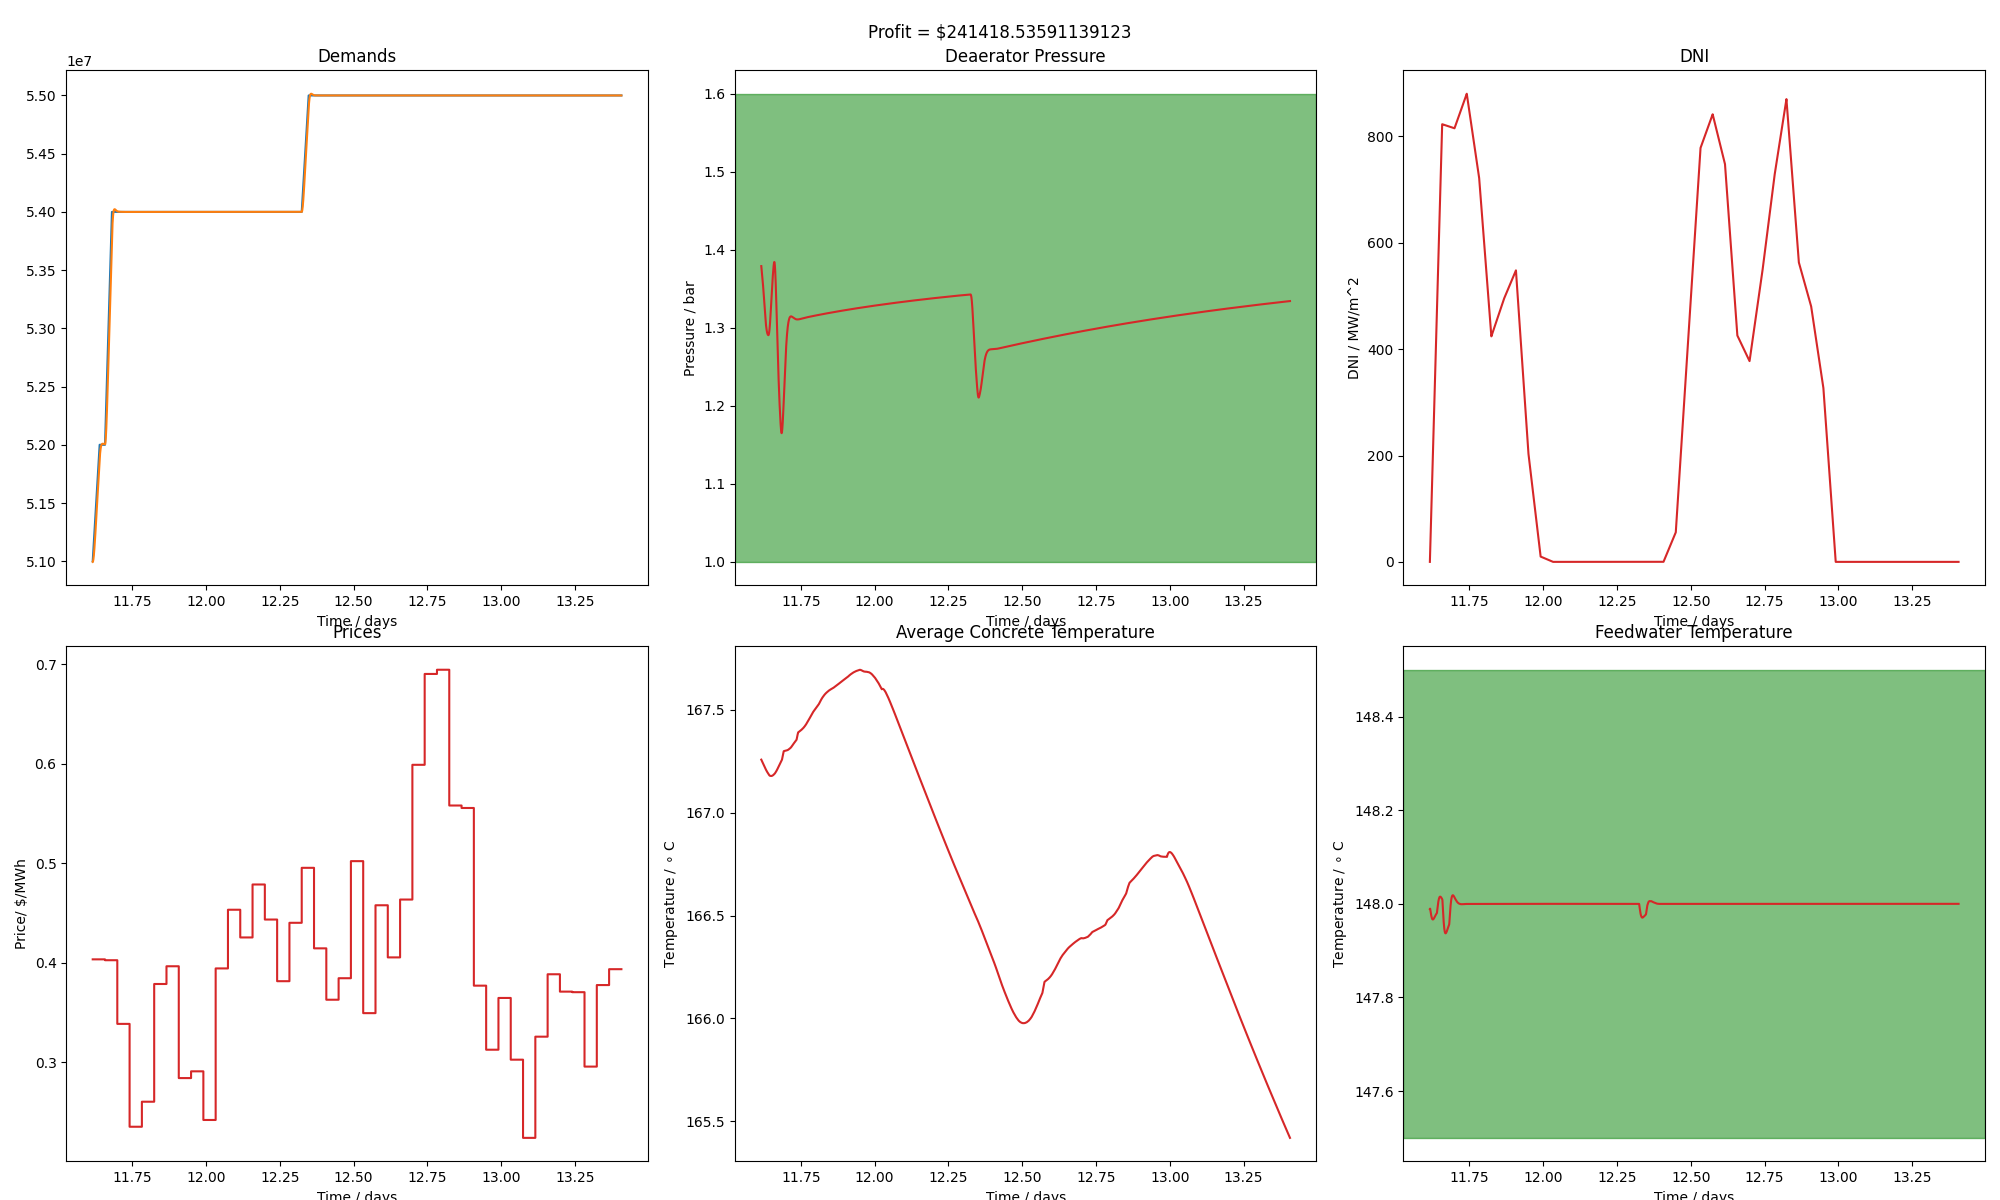 Profit = $241418.53591139123
Demands
1e7
5.50
5.45
5.40
5.35
5.30
5.25
5.20
5.15
5.10
11.75 12.00 12.25 12.50 12.75 13.00 13.25
Time / days
Deaerator Pressure
Pressure / bar
1.6
1.5
1.4
1.3
1.2
1.1
1.0
11.75 12.00 12.25 12.50 12.75 13.00 13.25
Time / days
DNI
DNI / MW/m^2
800
600
400
200
0
11.75 12.00 12.25 12.50 12.75 13.00 13.25
Time / days
Prices
Price/ $/MWh
0.7
0.6
0.5
0.4
0.3
11.75 12.00 12.25 12.50 12.75 13.00 13.25
Time / days
Average Concrete Temperature
Temperature / ∘ C
167.5
167.0
166.5
166.0
165.5
11.75 12.00 12.25 12.50 12.75 13.00 13.25
Time / days
Feedwater Temperature
Temperature / ∘ C
148.4
148.2
148.0
147.8
147.6
11.75 12.00 12.25 12.50 12.75 13.00 13.25
Time / days